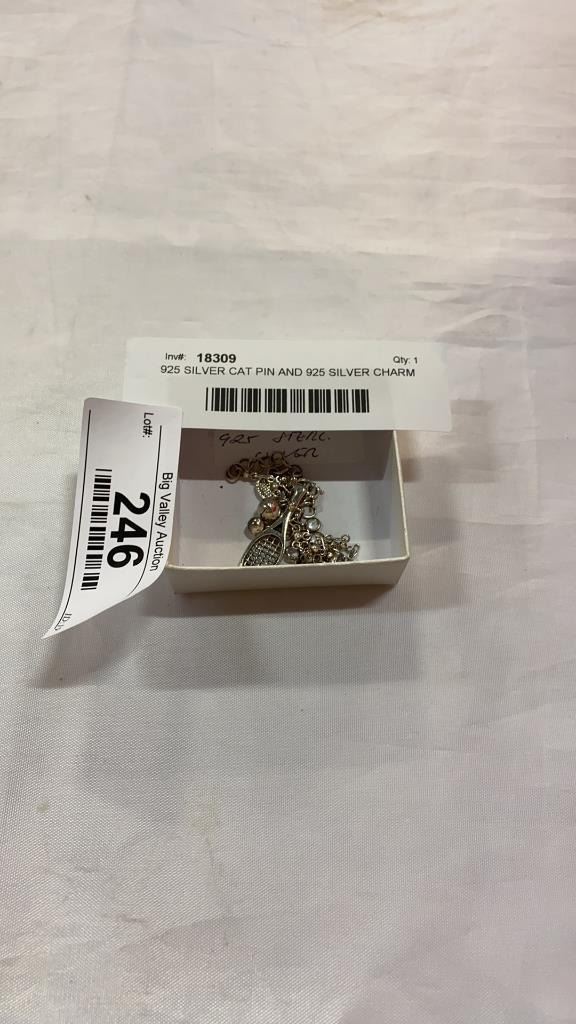 Inv#: 18309 Qty: 1
925 SILVER CAT PIN AND 925 SILVER CHARM
925 STERL.
SILVER
Lot#:
246
Big Valley Auction